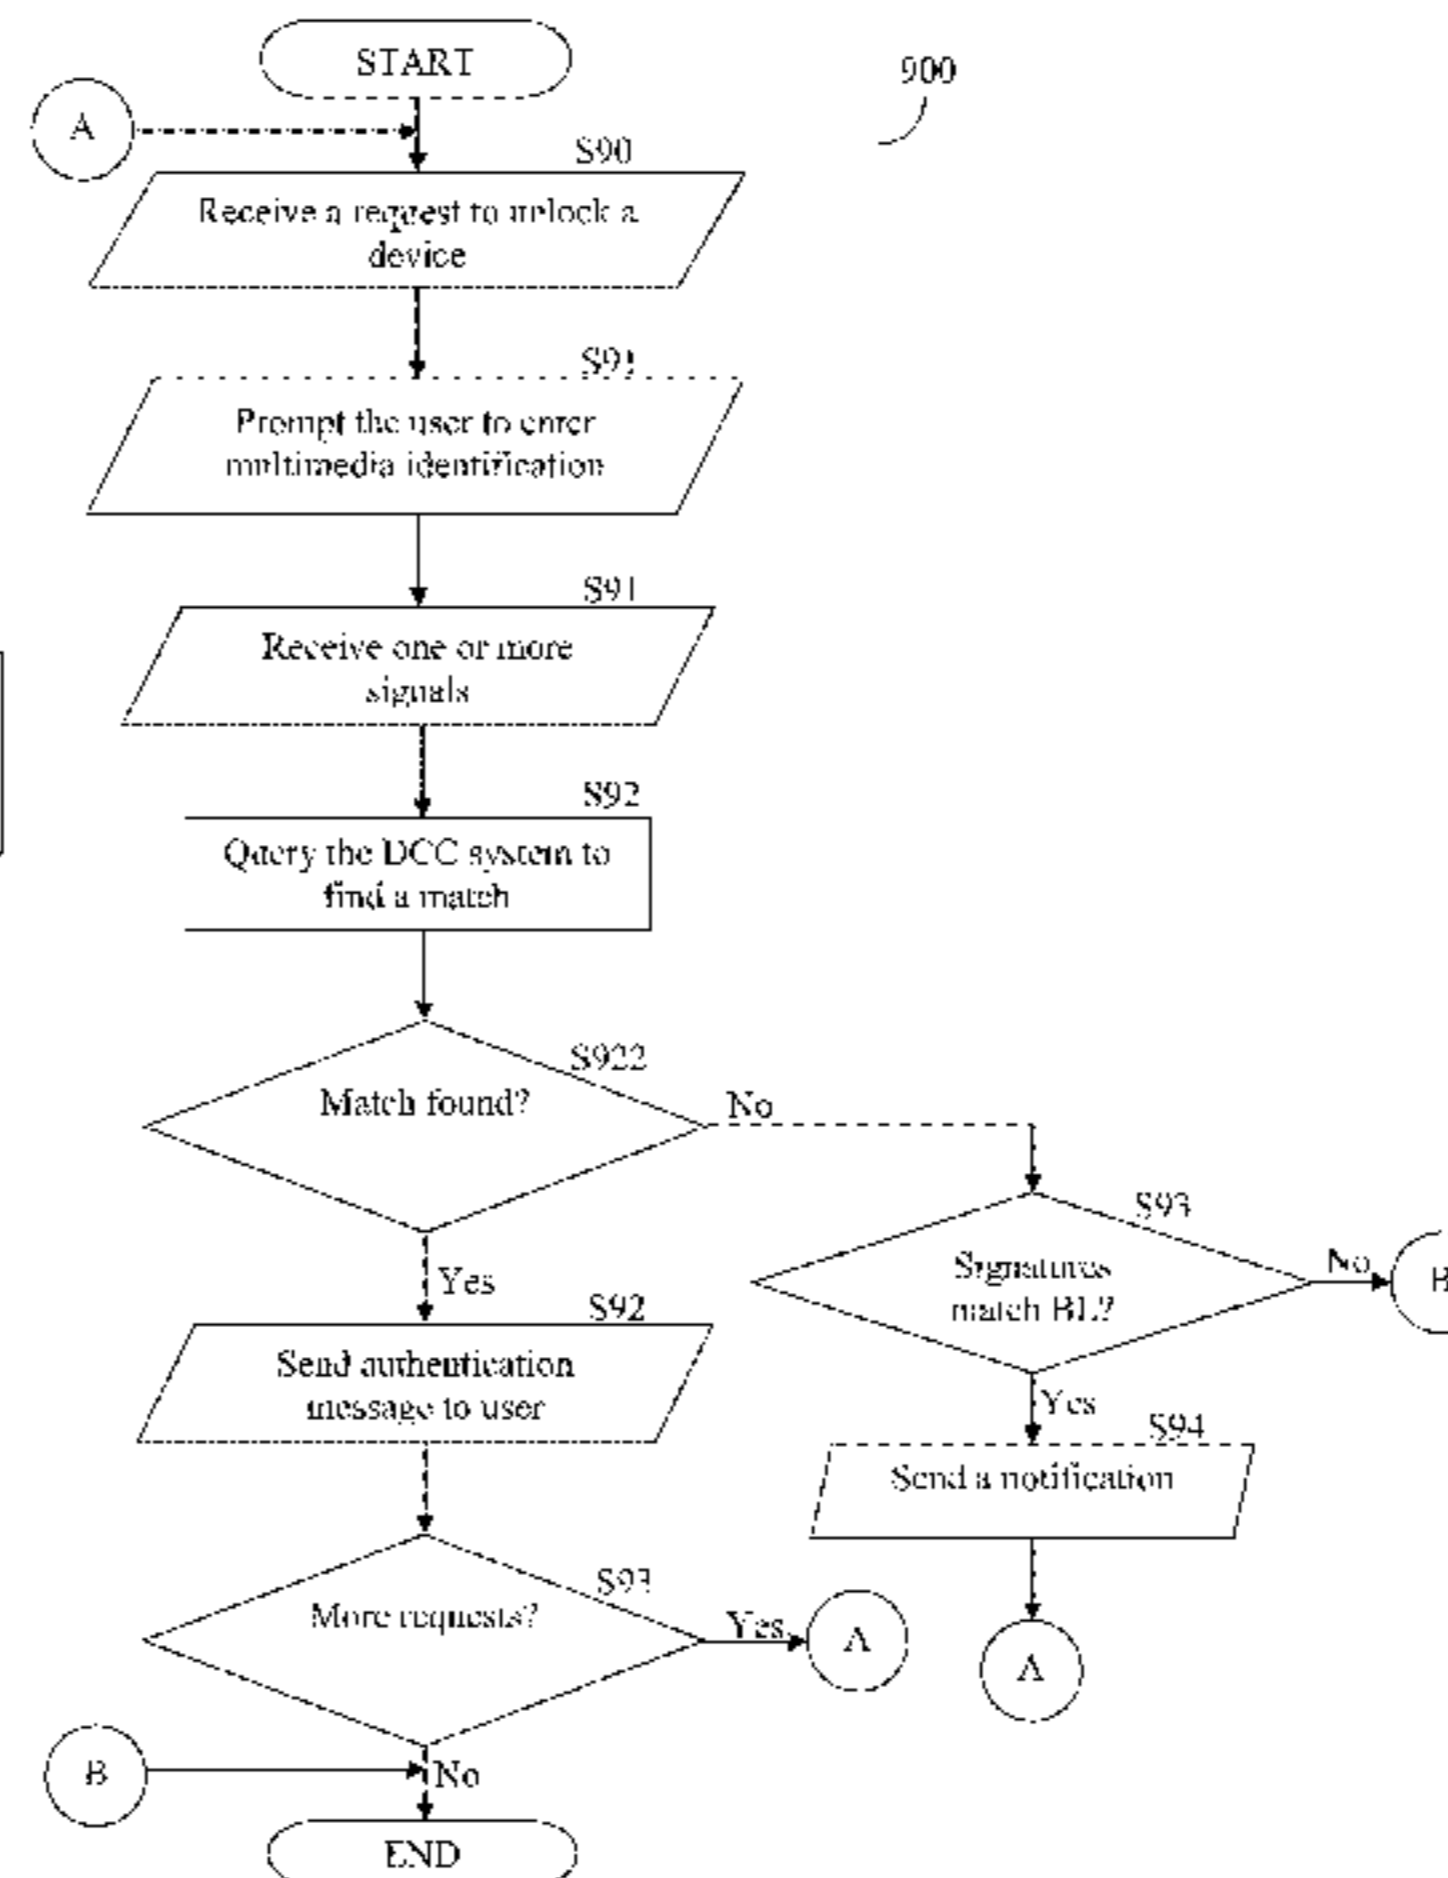 START
900
A
S90
Receive a request to unlock a
device
S91
Prompt the user to enter
multimedia identification
S91
Receive one or more
signals
S92
Query the DCC system to
find a match
S922
Match found?
No
S93
Signatures
match BL?
No
B
Yes
S92
Send authentication
message to user
Yes
S94
Send a notification
S93
More requests?
Yes
A
A
B
No
END